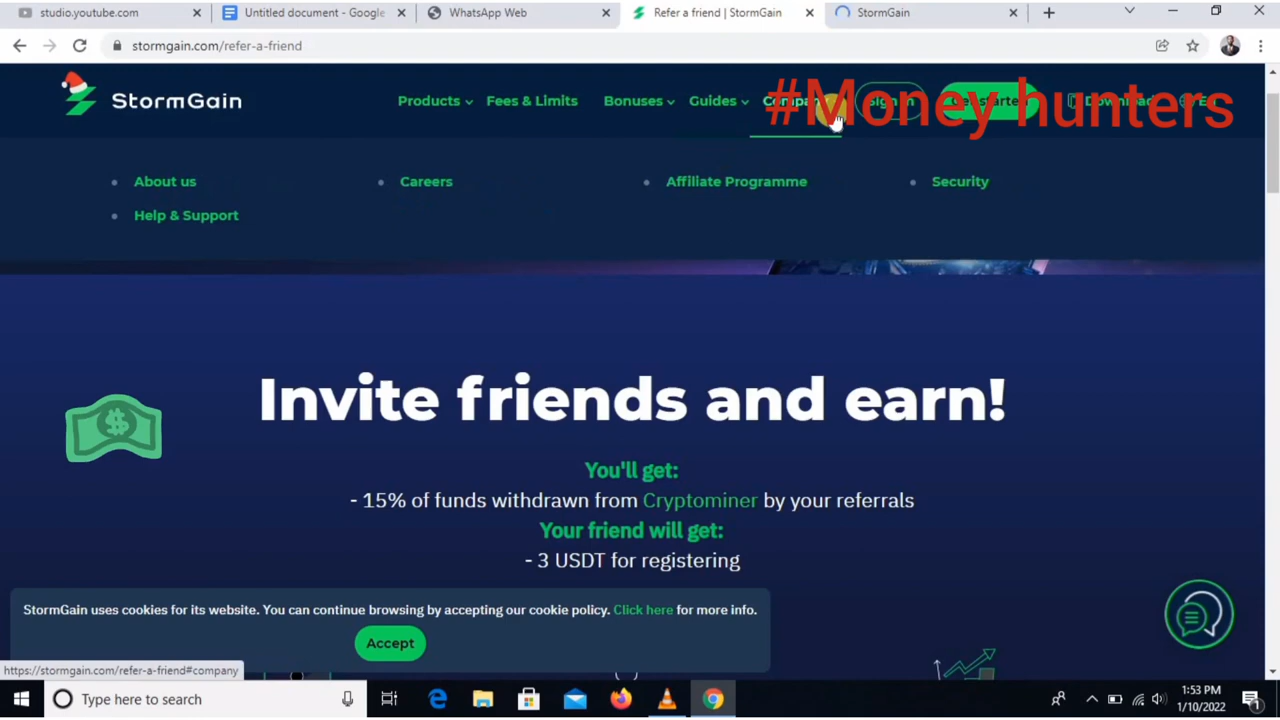 studio.youtube.com
Untitled document - Google
WhatsApp Web
Refer a friend | StormGain
StormGain
stormgain.com/refer-a-friend
StormGain
Products
Fees & Limits
Bonuses
Guides
#Money hunters
About us
Careers
Affiliate Programme
Security
Help & Support
Invite friends and earn!
You'll get:
- 15% of funds withdrawn from Cryptominer by your referrals
Your friend will get:
- 3 USDT for registering
StormGain uses cookies for its website. You can continue browsing by accepting our cookie policy. Click here for more info.
Accept
https://stormgain.com/refer-a-friend#company
Type here to search
1:53 PM
1/10/2022
1